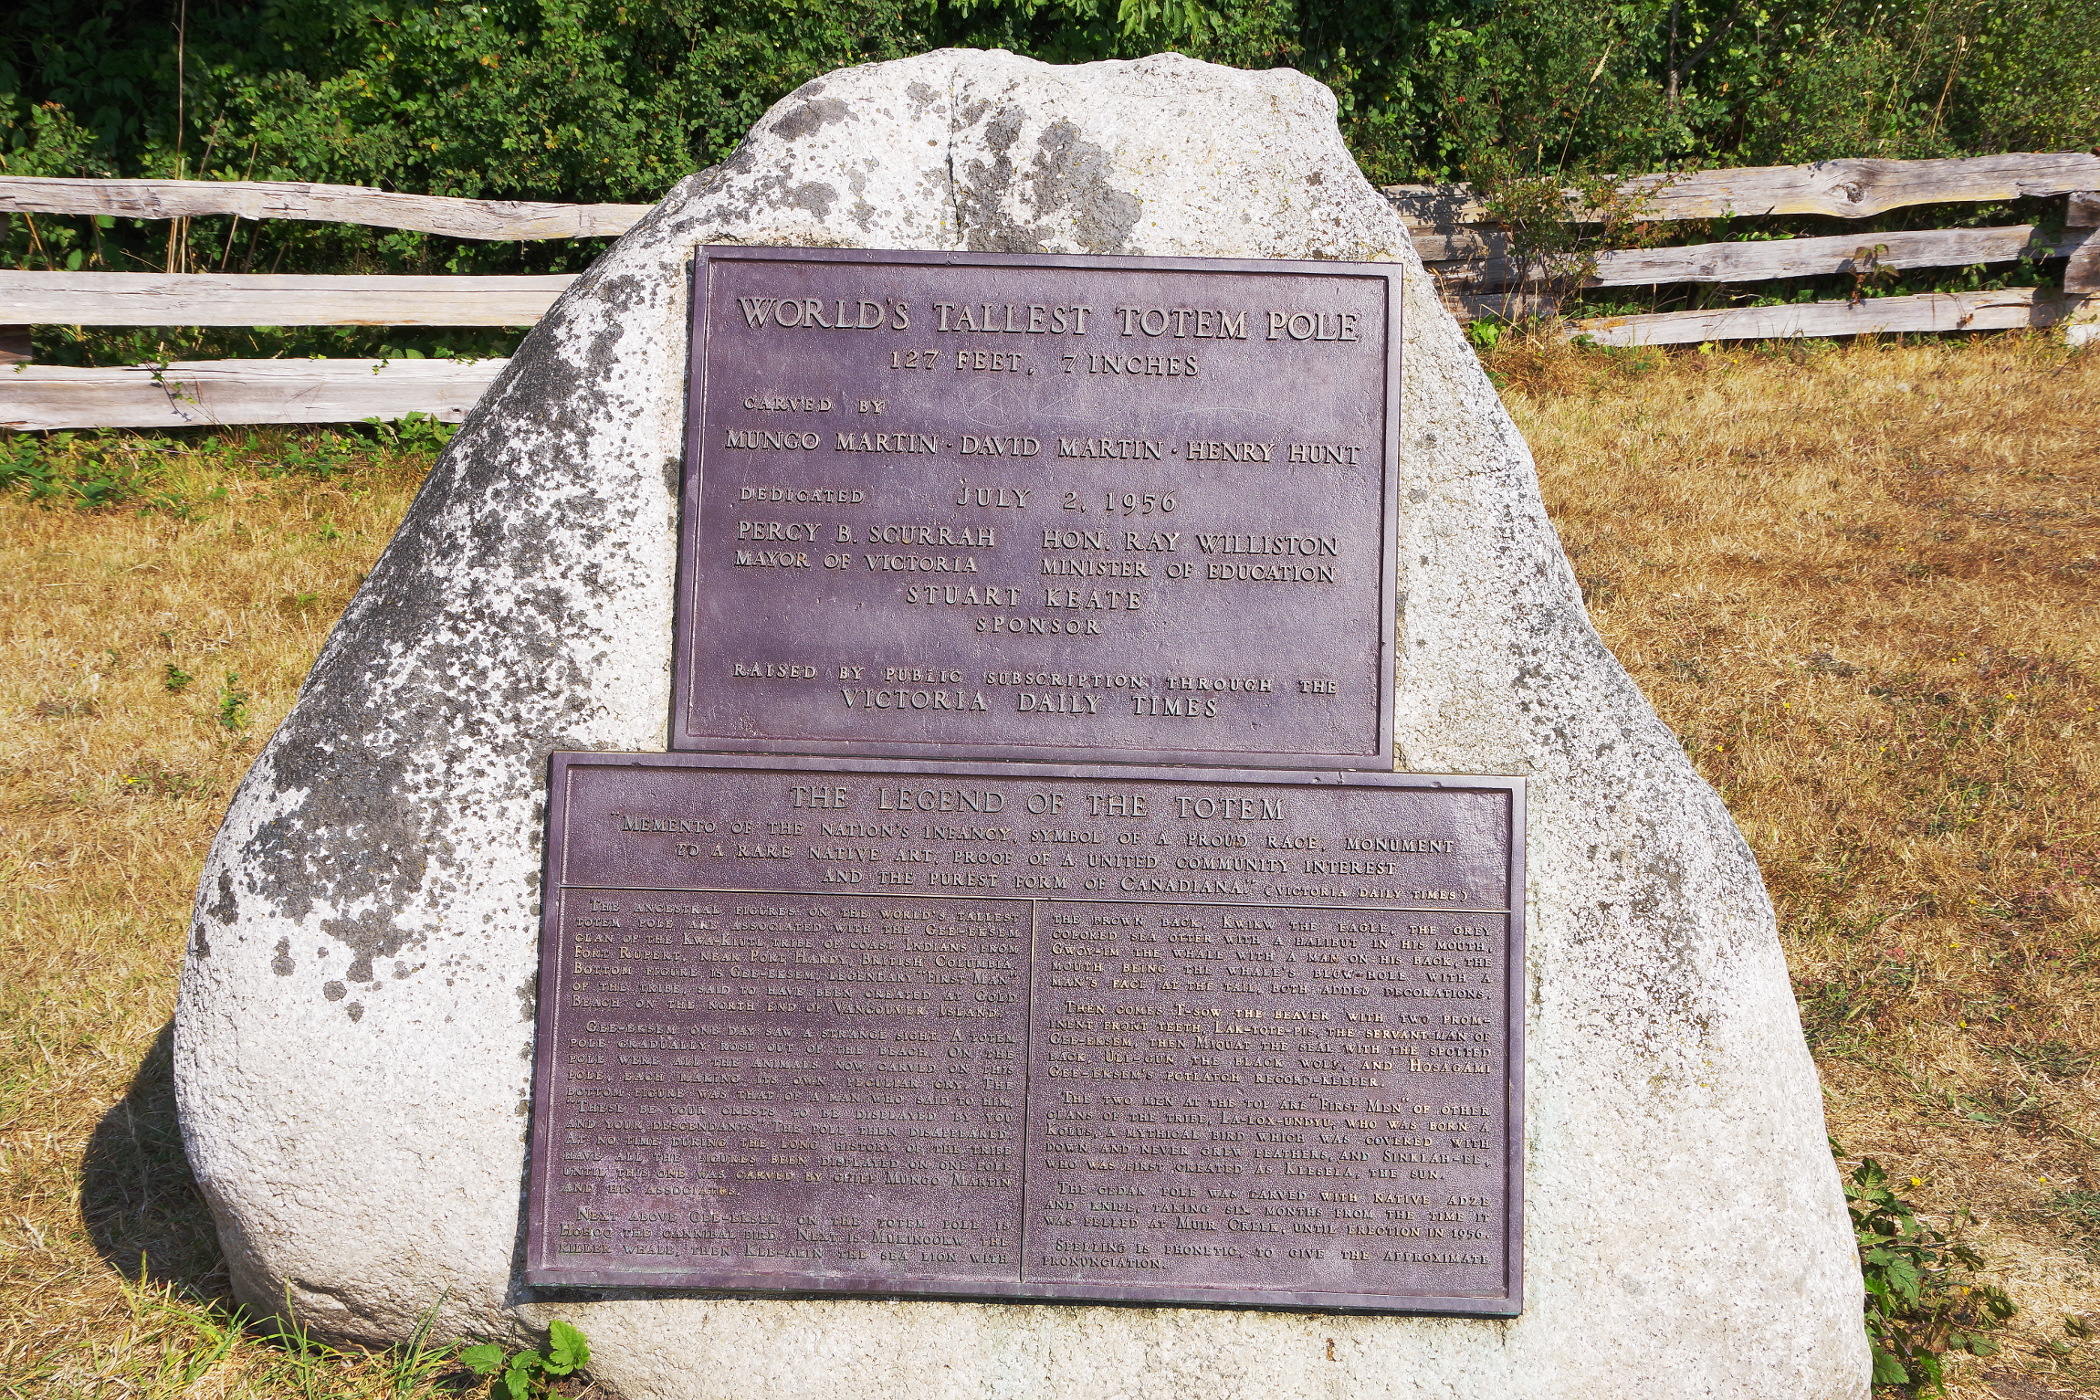 WORLD'S TALLEST TOTEM POLE
127 FEET, 7 INCHES
CARVED BY
MUNGO MARTIN · DAVID MARTIN · HENRY HUNT
DEDICATED JULY 2, 1956
PERCY B. SCURRAH HON. RAY WILLISTON
MAYOR OF VICTORIA MINISTER OF EDUCATION
STUART KEATE
SPONSOR
RAISED BY PUBLIC SUBSCRIPTION THROUGH THE
VICTORIA DAILY TIMES
THE LEGEND OF THE TOTEM
"MEMENTO OF THE NATION'S INFANCY, SYMBOL OF A PROUD RACE, MONUMENT
TO A RARE NATIVE ART, PROOF OF A UNITED COMMUNITY INTEREST
AND THE PUREST FORM OF CANADIANA." (VICTORIA DAILY TIMES)
THE ANCESTRAL FIGURES ON THE WORLD'S TALLEST
TOTEM POLE ARE ASSOCIATED WITH THE GEE-EKSEM
CLAN OF THE KWA-KIUTL TRIBE OF COAST INDIANS, FROM
FORT RUPERT, NEAR PORT HARDY, BRITISH COLUMBIA.
BOTTOM FIGURE IS GEE-EKSEM, LEGENDARY "FIRST MAN"
OF THE TRIBE, SAID TO HAVE BEEN CREATED AT GOLD
BEACH ON THE NORTH END OF VANCOUVER ISLAND.
GEE-EKSEM ONE DAY SAW A STRANGE SIGHT. A TOTEM
POLE GRADUALLY ROSE OUT OF THE BEACH. ON THE
POLE WERE ALL THE ANIMALS NOW CARVED ON THIS
POLE, EACH MAKING ITS OWN PECULIAR CRY. THE
BOTTOM FIGURE WAS THAT OF A MAN WHO SAID TO HIM,
"THESE BE YOUR CRESTS TO BE DISPLAYED BY YOU
AND YOUR DESCENDANTS." THE POLE THEN DISAPPEARED.
AT NO TIME DURING THE LONG HISTORY OF THE TRIBE
HAVE ALL THE FIGURES BEEN DISPLAYED ON ONE POLE
UNTIL THIS ONE WAS CARVED BY CHIEF MUNGO MARTIN
AND HIS ASSOCIATES.
NEXT ABOVE GEE-EKSEM ON THE TOTEM POLE IS
HOHOG THE CANNIBAL BIRD. NEXT IS MUKINOOKW THE
KILLER WHALE, THEN KLE-AKIN THE SEA LION WITH
THE BROWN BACK, KWIKW THE EAGLE, THE GREY
COLORED SEA OTTER WITH A HALIBUT IN HIS MOUTH,
GWOY-IM THE WHALE WITH A MAN ON HIS BACK, THE
MOUTH BEING THE WHALE'S BLOW-HOLE WITH A
MAN'S FACE AT THE TAIL, BOTH ADDED DECORATIONS.
THEN COMES T-SOW THE BEAVER WITH TWO PROM-
INENT FRONT TEETH, LAK-TOTE-PIS, THE SERVANT-MAN OF
GEE-EKSEM, THEN MIQUAT THE SEAL WITH THE SPOTTED
BACK, ULI-GUN THE BLACK WOLF, AND HOSAGAMI
GEE-EKSEM'S POTLATCH RECORD-KEEPER.
THE TWO MEN AT THE TOP ARE "FIRST MEN" OF OTHER
CLANS OF THE TRIBE, LA-LOX-UNDYU, WHO WAS BORN A
KOLUS, A MYTHICAL BIRD WHICH WAS COVERED WITH
DOWN AND NEVER GREW FEATHERS, AND SINKLAH-EE,
WHO WAS FIRST CREATED AS KLESELA, THE SUN.
THE CEDAR POLE WAS CARVED WITH NATIVE ADZE
AND KNIFE, TAKING SIX MONTHS FROM THE TIME IT
WAS FELLED AT MUIR CREEK, UNTIL ERECTION IN 1956.
SPELLING IS PHONETIC, TO GIVE THE APPROXIMATE
PRONUNCIATION.